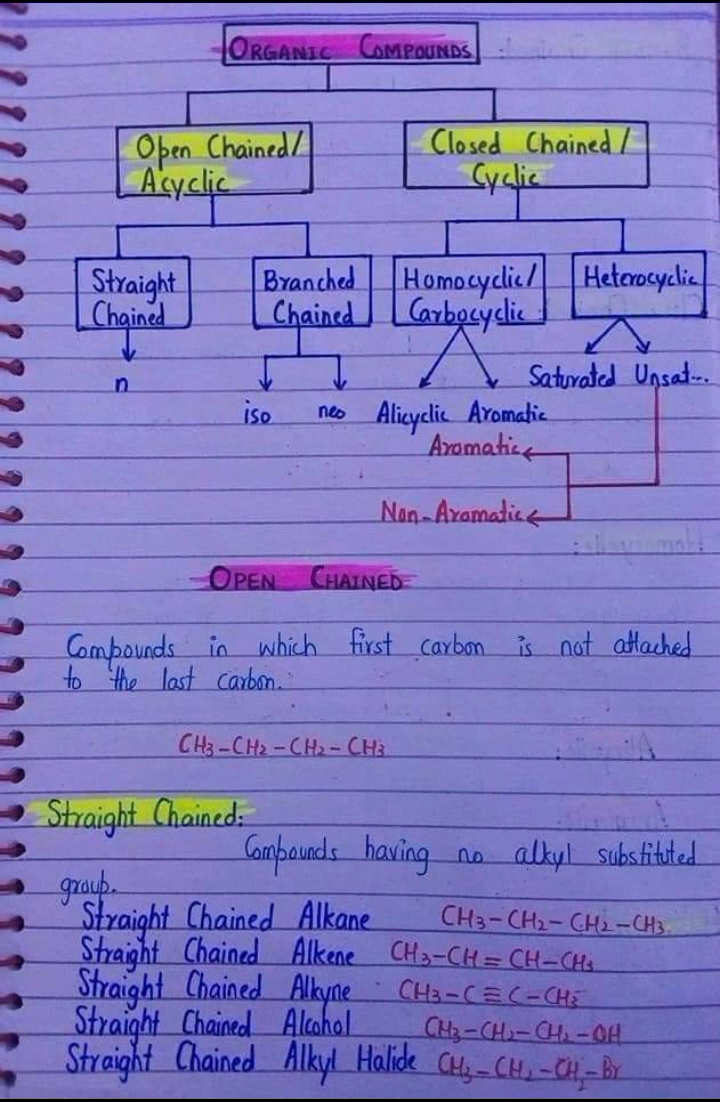 ORGANIC COMPOUNDS
Open Chained/
Acyclic
Closed Chained/
Cyclic
Straight
Chained
Branched
Chained
Homocyclic/
Carbocyclic
Heterocyclic
n
iso neo
Alicyclic Aromatic
Saturated Unsat...
Aromatic
Non-Aromatic
OPEN CHAINED
Compounds in which first carbon is not attached
to the last carbon.
CH3-CH2-CH2-CH3
Straight Chained:
Compounds having no alkyl substituted
group.
Straight Chained Alkane CH3-CH2-CH2-CH3
Straight Chained Alkene CH3-CH=CH-CH3
Straight Chained Alkyne CH3-C≡C-CH3
Straight Chained Alcohol CH3-CH2-CH2-OH
Straight Chained Alkyl Halide CH3-CH2-CH2-Br